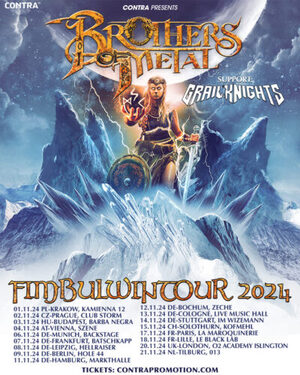 CONTRA
CONTRA PRESENTS
BROTHERS
OF METAL
SUPPORT:
GRAILKNIGHTS
FIMBULWINTOUR 2024
01.11.24 PL-KRAKOW, KAMIENNA 12
02.11.24 CZ-PRAGUE, CLUB STORM
03.11.24 HU-BUDAPEST, BARBA NEGRA
04.11.24 AT-VIENNA, SZENE
06.11.24 DE-MUNICH, BACKSTAGE
07.11.24 DE-FRANKFURT, BATSCHKAPP
08.11.24 DE-LEIPZIG, HELLRAISER
09.11.24 DE-BERLIN, HOLE 44
11.11.24 DE-HAMBURG, MARKTHALLE
12.11.24 DE-BOCHUM, ZECHE
13.11.24 DE-COLOGNE, LIVE MUSIC HALL
14.11.24 DE-STUTTGART, IM WIZEMANN
15.11.24 CH-SOLOTHURN, KOFMEHL
17.11.24 FR-PARIS, LA MAROQUINERIE
18.11.24 FR-LILLE, LE BLACK LAB
20.11.24 UK-LONDON, O2 ACADEMY ISLINGTON
21.11.24 NL-TILBURG, 013
TICKETS: CONTRAPROMOTION.COM